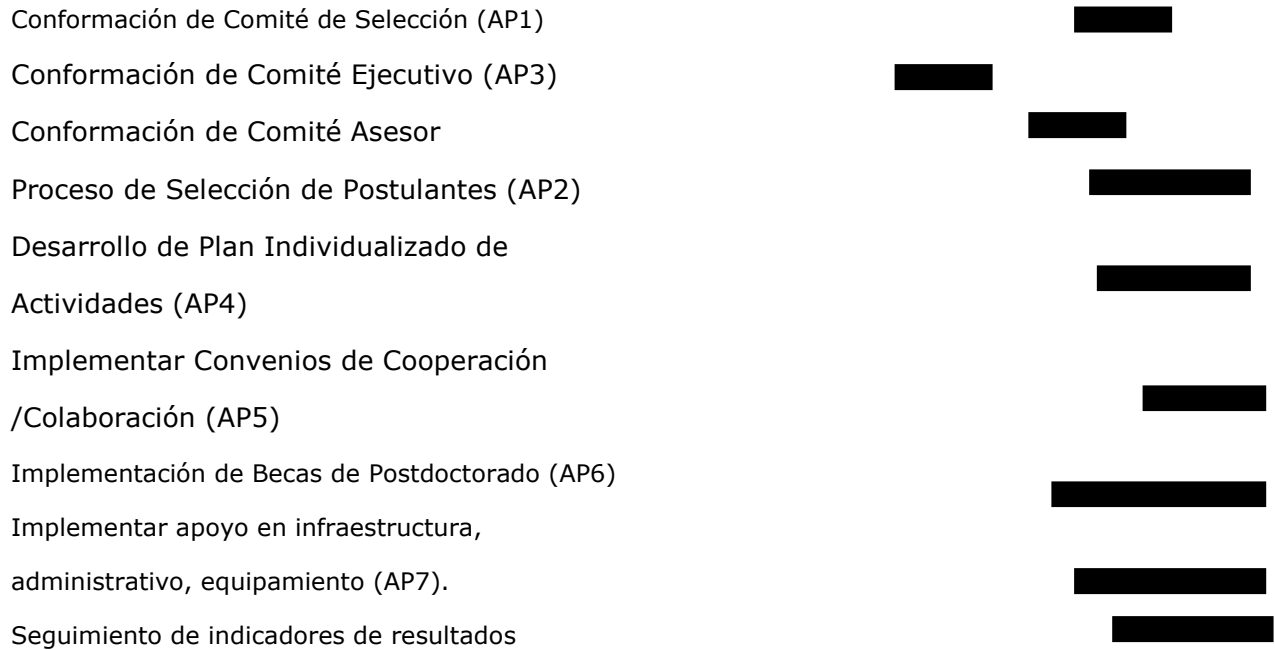 Conformación de Comité de Selección (AP1)
Conformación de Comité Ejecutivo (AP3)
Conformación de Comité Asesor
Proceso de Selección de Postulantes (AP2)
Desarrollo de Plan Individualizado de
Actividades (AP4)
Implementar Convenios de Cooperación
/Colaboración (AP5)
Implementación de Becas de Postdoctorado (AP6)
Implementar apoyo en infraestructura,
administrativo, equipamiento (AP7).
Seguimiento de indicadores de resultados